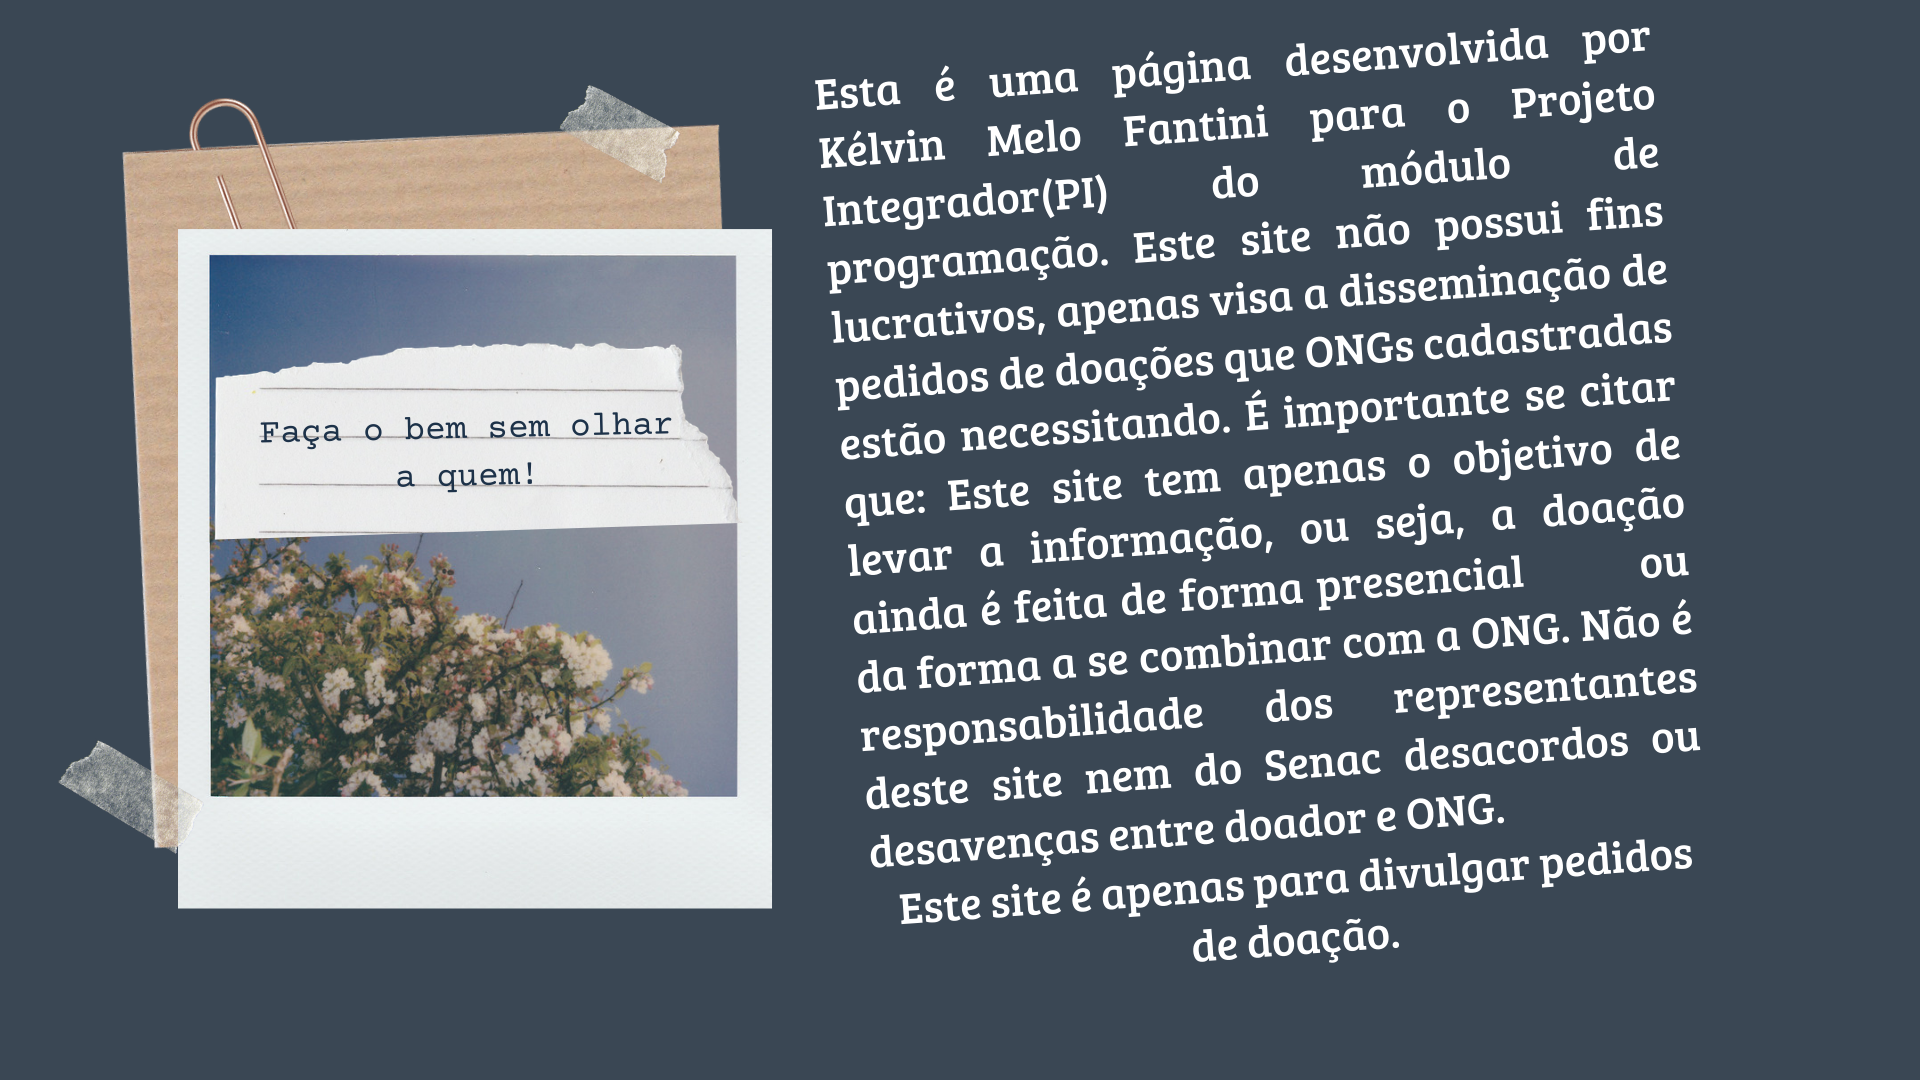 Faça o bem sem olhar
a quem!
Esta é uma página desenvolvida por
Kélvin Melo Fantini para o Projeto
Integrador(PI) do módulo de
programação. Este site não possui fins
lucrativos, apenas visa a disseminação de
pedidos de doações que ONGs cadastradas
estão necessitando. É importante se citar
que: Este site tem apenas o objetivo de
levar a informação, ou seja, a doação
ainda é feita de forma presencial ou
da forma a se combinar com a ONG. Não é
responsabilidade dos representantes
deste site nem do Senac desacordos ou
desavenças entre doador e ONG.
Este site é apenas para divulgar pedidos
de doação.